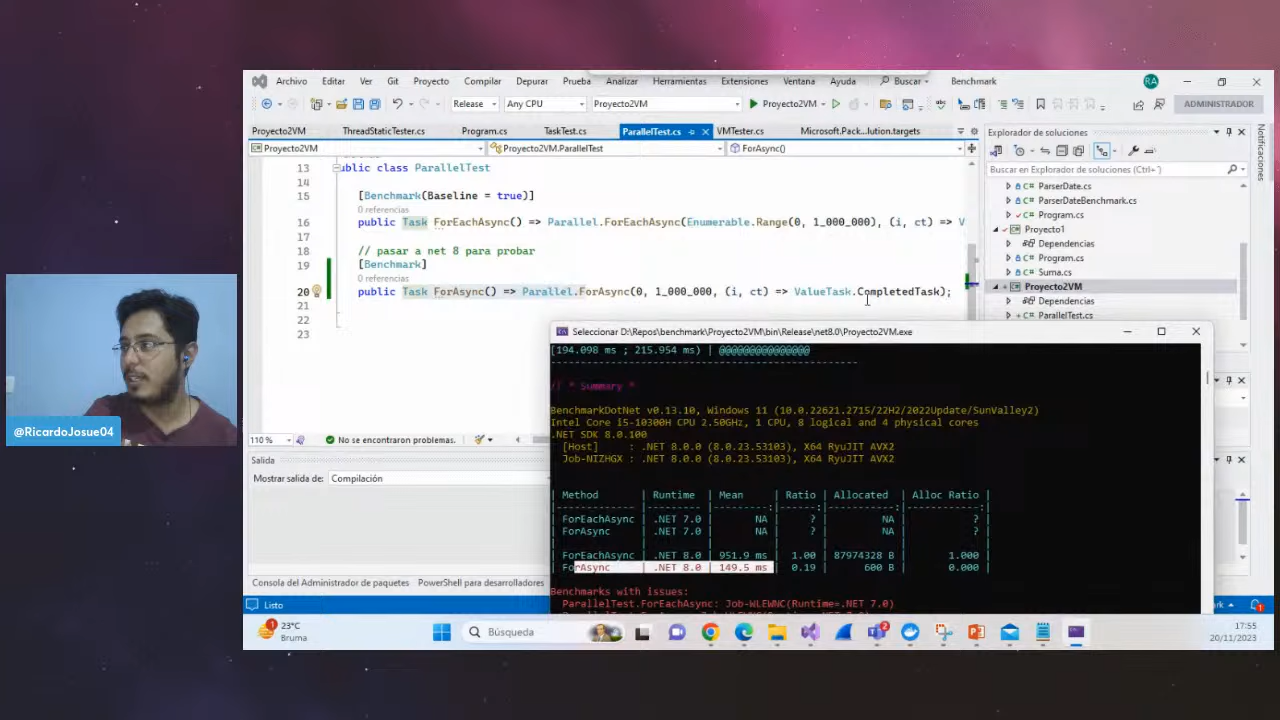 Archivo Editar Ver Git Proyecto Compilar Depurar Prueba Analizar Herramientas Extensiones Ventana Ayuda Buscar Benchmark RA
Release Any CPU Proyecto2VM Proyecto2VM ADMINISTRADOR
Proyecto2VM ThreadStaticTester.cs Program.cs TaskTest.cs ParallelTest.cs VMTester.cs Microsoft.Pack...lution.targets
Explorador de soluciones
Notificaciones
Proyecto2VM Proyecto2VM.ParallelTest ForAsync()
Buscar en Explorador de soluciones (Ctrl+`)
13 public class ParallelTest
14
15 [Benchmark(Baseline = true)]
0 referencias
16 public Task ForEachAsync() => Parallel.ForEachAsync(Enumerable.Range(0, 1_000_000), (i, ct) => V
17
18 // pasar a net 8 para probar
19 [Benchmark]
0 referencias
20 public Task ForAsync() => Parallel.ForAsync(0, 1_000_000, (i, ct) => ValueTask.CompletedTask);
21
22
23
ParserDate.cs
ParserDateBenchmark.cs
Program.cs
Proyecto1
Dependencias
Program.cs
Suma.cs
Proyecto2VM
Dependencias
ParallelTest.cs
110 % No se encontraron problemas.
Salida
Mostrar salida de: Compilación
Consola del Administrador de paquetes PowerShell para desarrolladores
Listo
Seleccionar D:\Repos\benchmark\Proyecto2VM\bin\Release\net8.0\Proyecto2VM.exe
[194.098 ms ; 215.954 ms) | @@@@@@@@@@@@@@@
---------------------------------------------------
// * Summary *
BenchmarkDotNet v0.13.10, Windows 11 (10.0.22621.2715/22H2/2022Update/SunValley2)
Intel Core i5-10300H CPU 2.50GHz, 1 CPU, 8 logical and 4 physical cores
.NET SDK 8.0.100
[Host] : .NET 8.0.0 (8.0.23.53103), X64 RyuJIT AVX2
Job-NIZHGX : .NET 8.0.0 (8.0.23.53103), X64 RyuJIT AVX2
| Method | Runtime | Mean | Ratio | Allocated | Alloc Ratio |
| ForEachAsync | .NET 7.0 | NA | ? | NA | ? |
| ForAsync | .NET 7.0 | NA | ? | NA | ? |
| ForEachAsync | .NET 8.0 | 951.9 ms | 1.00 | 87974328 B | 1.000 |
| ForAsync | .NET 8.0 | 149.5 ms | 0.19 | 600 B | 0.000 |
Benchmarks with issues:
ParallelTest.ForEachAsync: Job-WLEWNC(Runtime=.NET 7.0)
@RicardoJosue04
23°C
Bruma
Búsqueda
2
17:55
20/11/2023